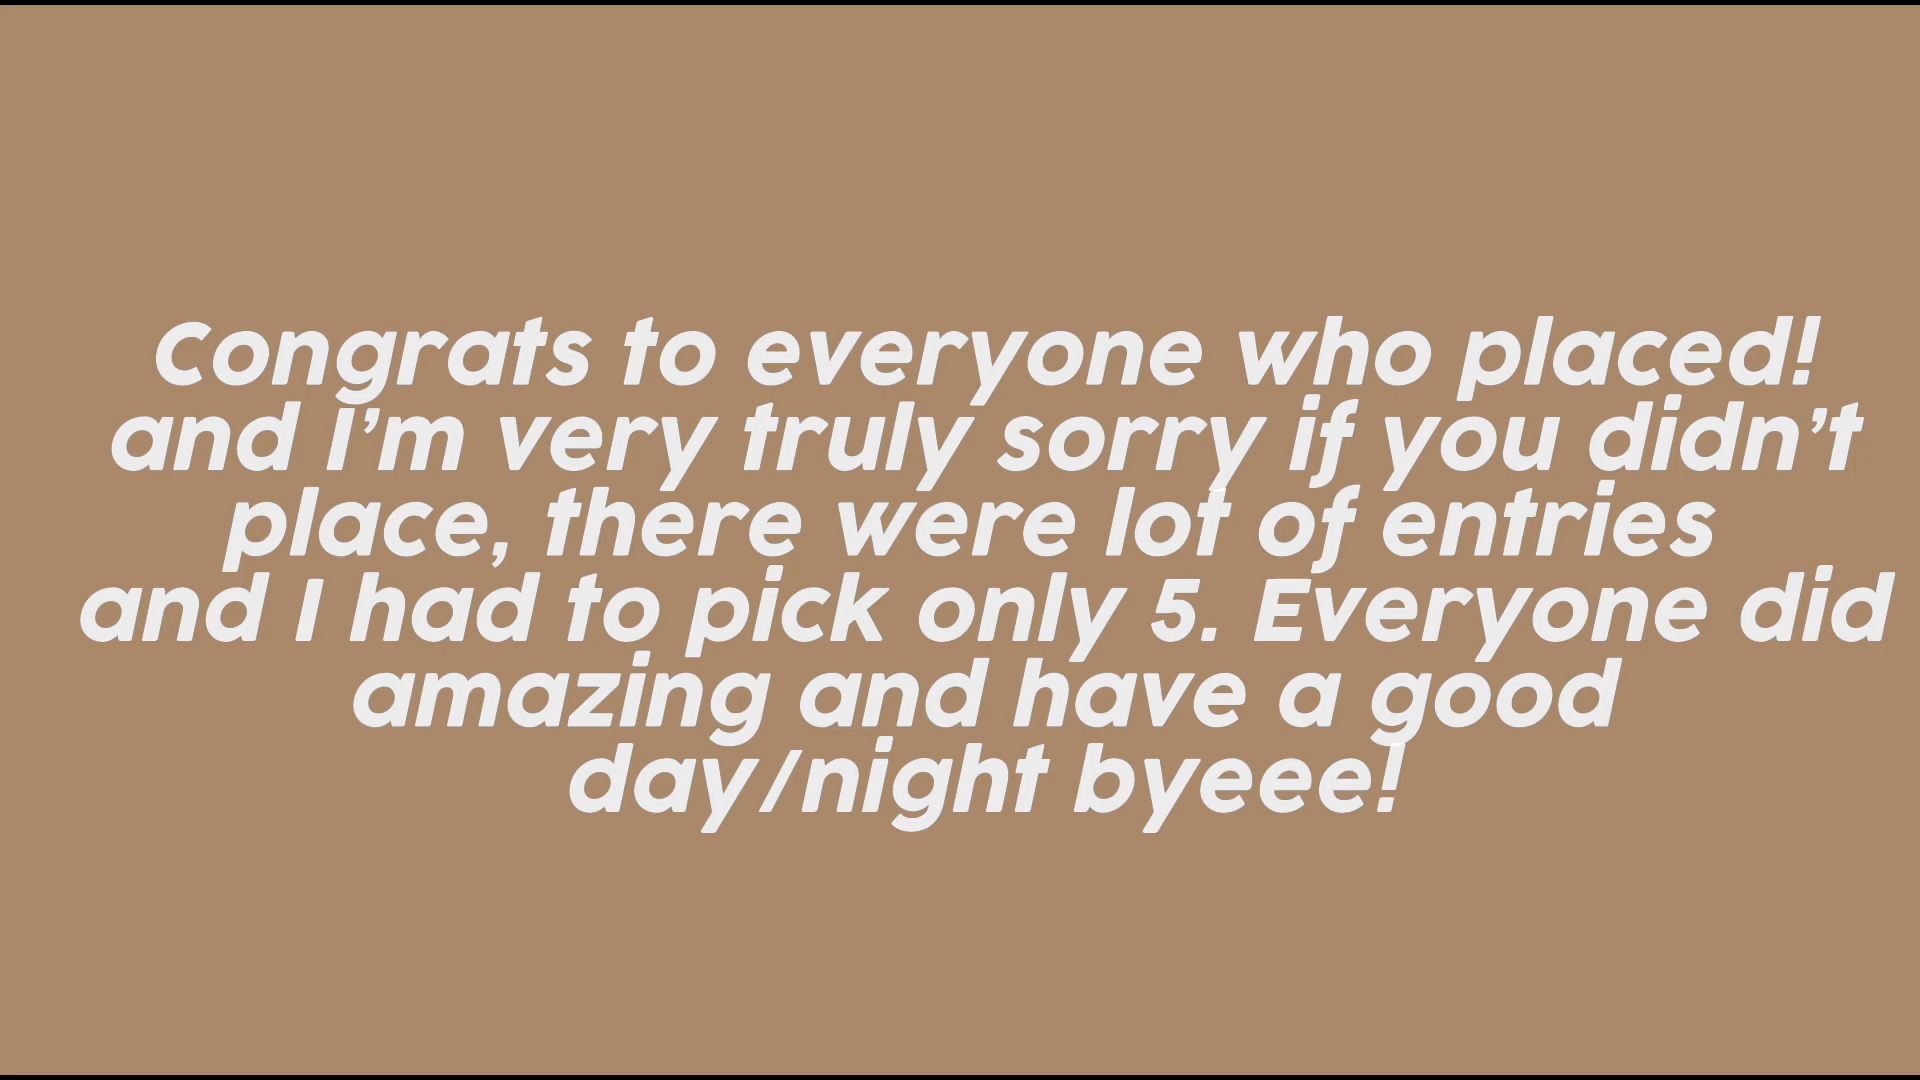 Congrats to everyone who placed!
and I’m very truly sorry if you didn’t
place, there were lot of entries
and I had to pick only 5. Everyone did
amazing and have a good
day/night byeee!